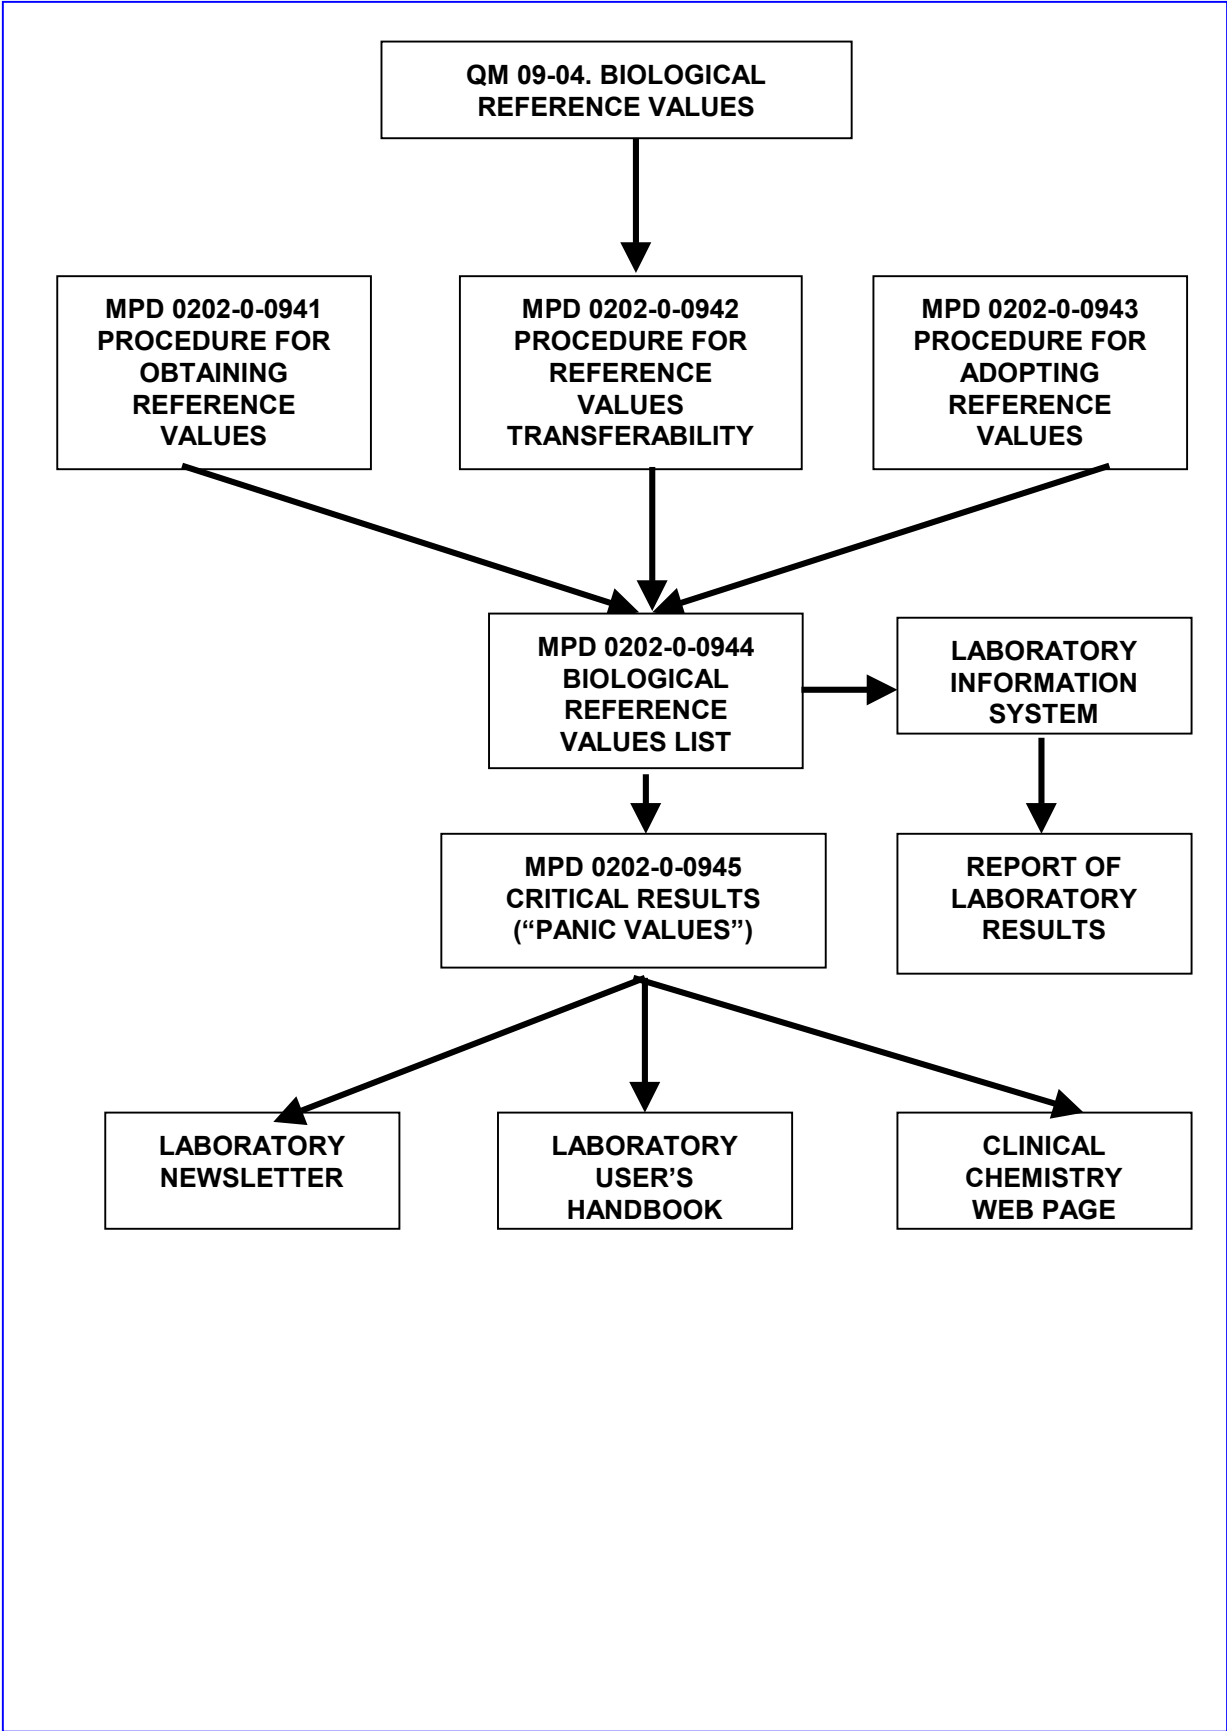 QM 09-04. BIOLOGICAL
REFERENCE VALUES
MPD 0202-0-0941
PROCEDURE FOR
OBTAINING
REFERENCE
VALUES
MPD 0202-0-0942
PROCEDURE FOR
REFERENCE
VALUES
TRANSFERABILITY
MPD 0202-0-0943
PROCEDURE FOR
ADOPTING
REFERENCE
VALUES
MPD 0202-0-0944
BIOLOGICAL
REFERENCE
VALUES LIST
LABORATORY
INFORMATION
SYSTEM
MPD 0202-0-0945
CRITICAL RESULTS
(“PANIC VALUES”)
REPORT OF
LABORATORY
RESULTS
LABORATORY
NEWSLETTER
LABORATORY
USER’S
HANDBOOK
CLINICAL
CHEMISTRY
WEB PAGE